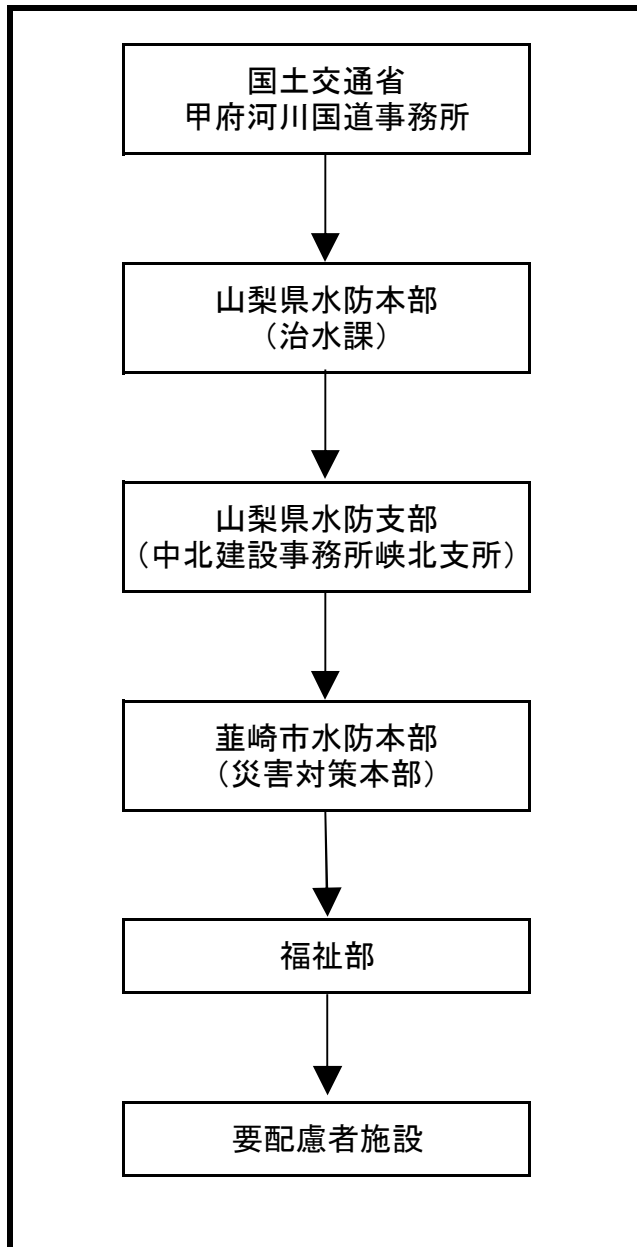 国土交通省
甲府河川国道事務所
山梨県水防本部
（治水課）
山梨県水防支部
（中北建設事務所峡北支所）
韮崎市水防本部
（災害対策本部）
福祉部
要配慮者施設